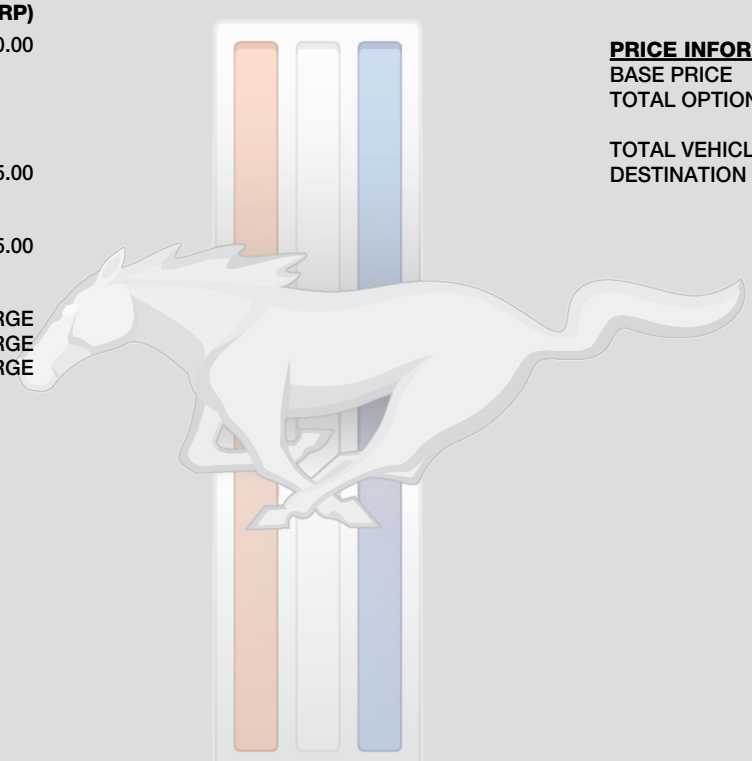 RP)
0.00
5.00
5.00
RGE
RGE
RGE
PRICE INFOR
BASE PRICE
TOTAL OPTION
TOTAL VEHICL
DESTINATION